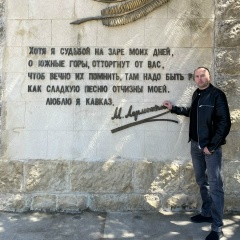 Хотя я судьбой на заре моих дней,
о южные горы, отторгнут от вас,
чтоб вечно их помнить, там надо быть
как сладкую песню отчизны моей.
Люблю я Кавказ.
М. Лермонтов